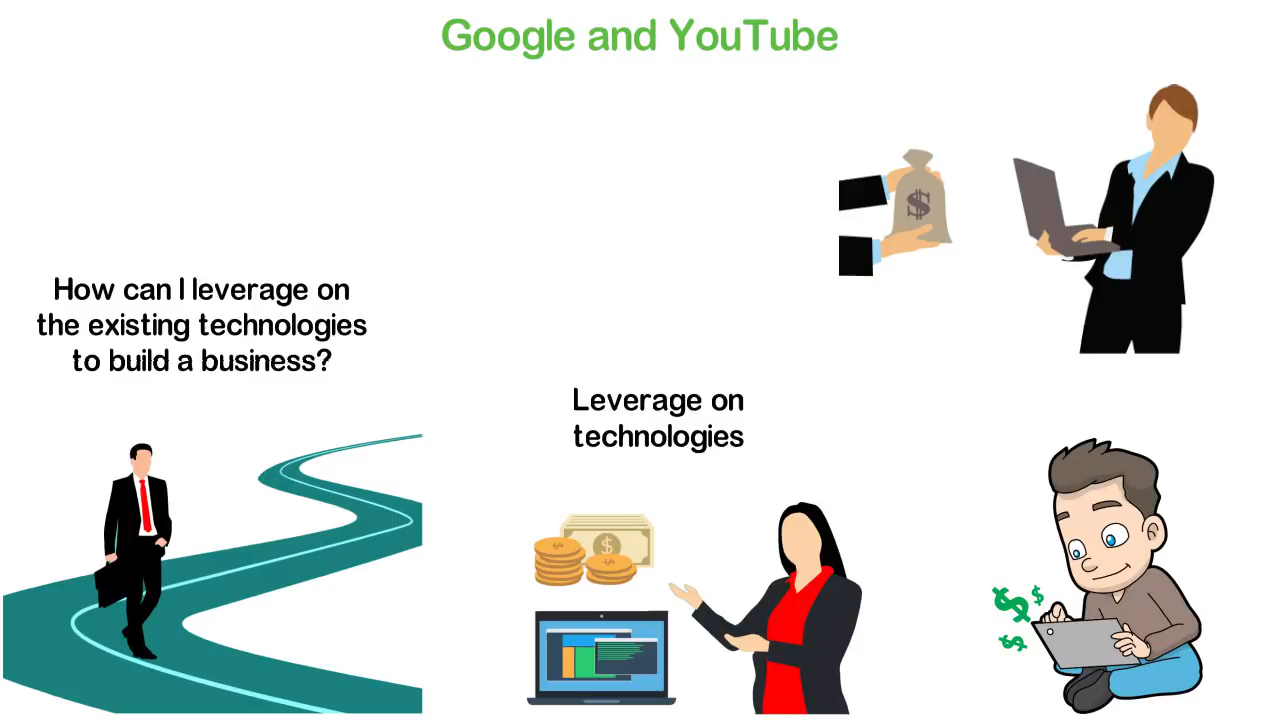 Google and YouTube
How can I leverage on
the existing technologies
to build a business?
Leverage on
technologies
$
$
$
$
$
$
$